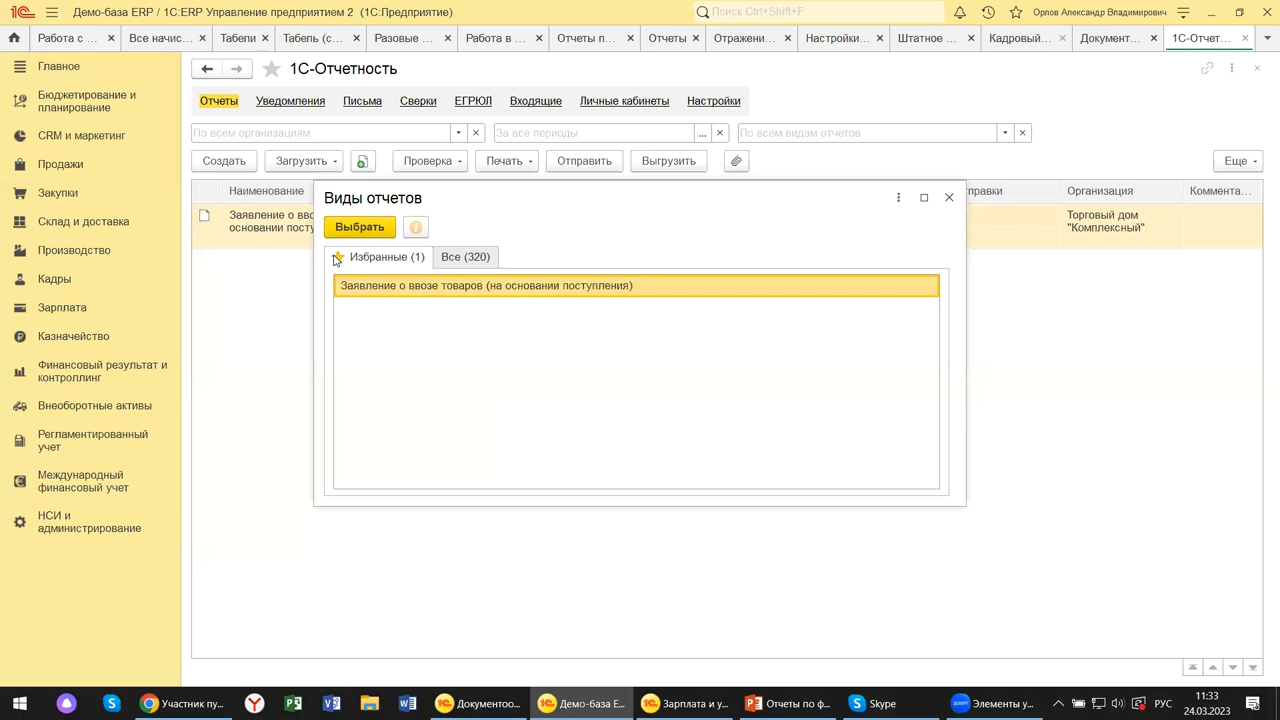 Демо-база ERP / 1С:ERP Управление предприятием 2 (1С:Предприятие)
Поиск Ctrl+Shift+F
Орлов Александр Владимирович
Работа с ...
Все начис...
Табели
Табель (с...
Разовые ...
Работа в ...
Отчеты п...
Отчеты
Отражени...
Настройки...
Штатное ...
Кадровый...
Документ...
1С-Отчет...
Главное
Бюджетирование и
планирование
CRM и маркетинг
Продажи
Закупки
Склад и доставка
Производство
Кадры
Зарплата
Казначейство
Финансовый результат и
контроллинг
Внеоборотные активы
Регламентированный
учет
Международный
финансовый учет
НСИ и
администрирование
1С-Отчетность
Отчеты
Уведомления
Письма
Сверки
ЕГРЮЛ
Входящие
Личные кабинеты
Настройки
По всем организациям
За все периоды
...
По всем видам отчетов
Создать
Загрузить
Проверка
Печать
Отправить
Выгрузить
Еще
Наименование
правки
Организация
Коммента...
Заявление о вво
основании посту
Торговый дом
"Комплексный"
Виды отчетов
Выбрать
Избранные (1)
Все (320)
Заявление о ввозе товаров (на основании поступления)
Участник пу...
Документоо...
Демо-база E...
Зарплата и у...
Отчеты по ф...
Skype
Элементы у...
РУС
11:33
24.03.2023